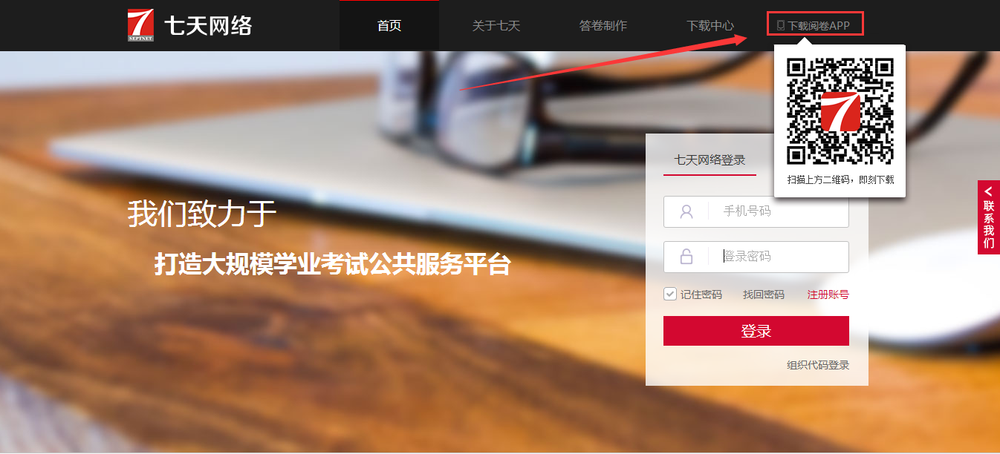 七天网络
SEPTNET
首页
关于七天
答卷制作
下载中心
下载阅卷APP
扫描上方二维码，即刻下载
七天网络登录
手机号码
登录密码
记住密码
找回密码
注册账号
登录
组织代码登录
我们致力于
打造大规模学业考试公共服务平台
联系我们